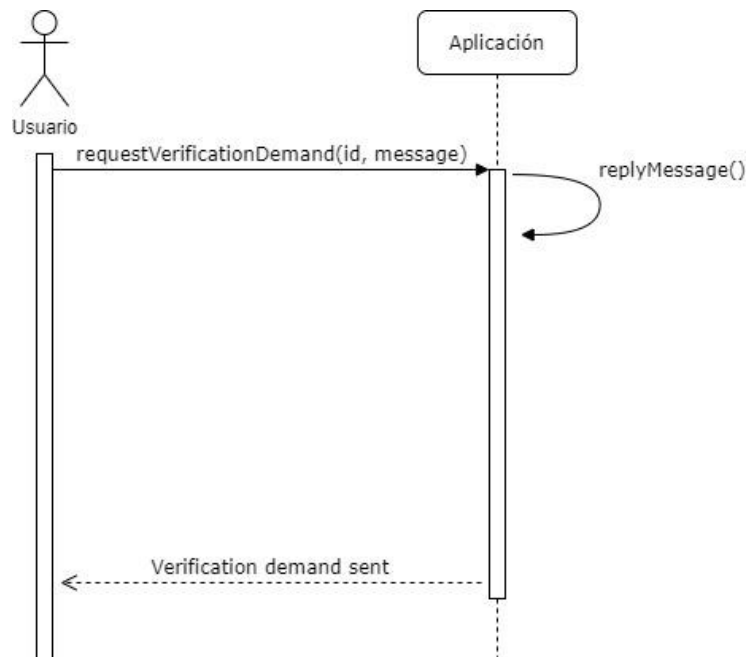 Aplicación
Usuario
requestVerificationDemand(id, message)
replyMessage()
Verification demand sent